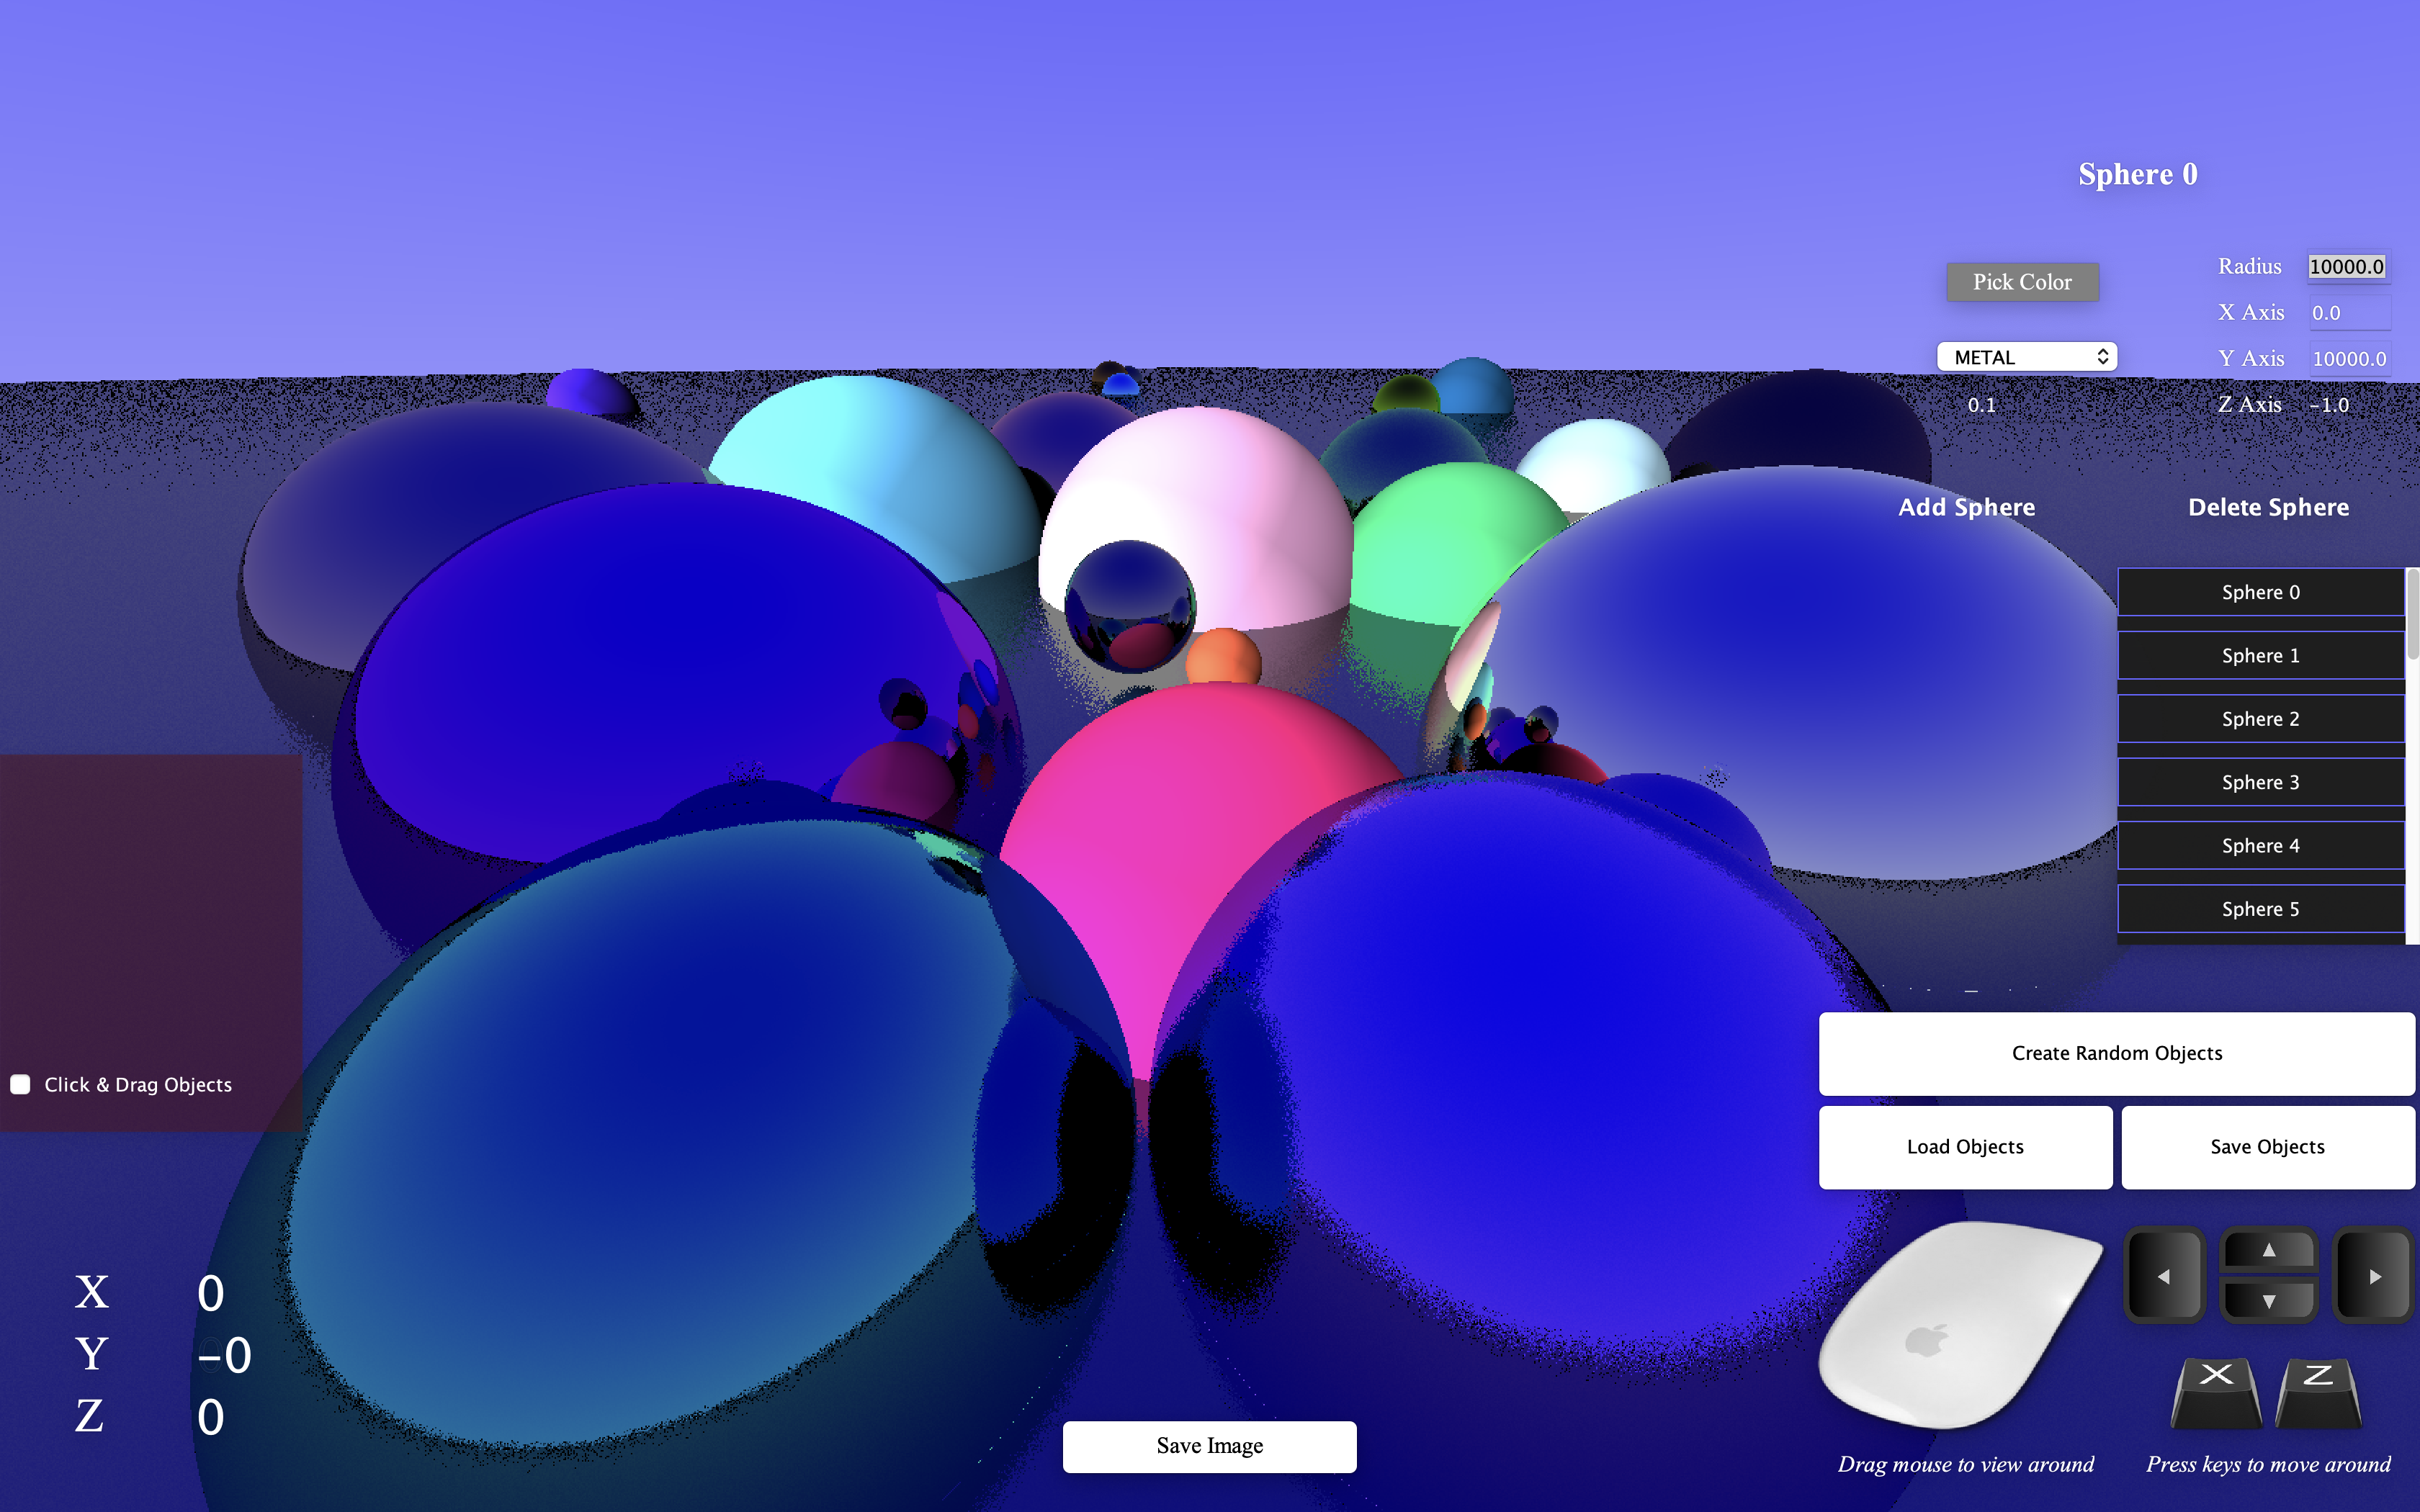 Sphere 0
Pick Color
Radius 10000.0
X Axis 0.0
METAL
Y Axis 10000.0
0.1
Z Axis -1.0
Add Sphere
Delete Sphere
Sphere 0
Sphere 1
Sphere 2
Sphere 3
Sphere 4
Sphere 5
Click & Drag Objects
Create Random Objects
Load Objects
Save Objects
X 0
Y -0
Z 0
Save Image
X
Z
Drag mouse to view around
Press keys to move around